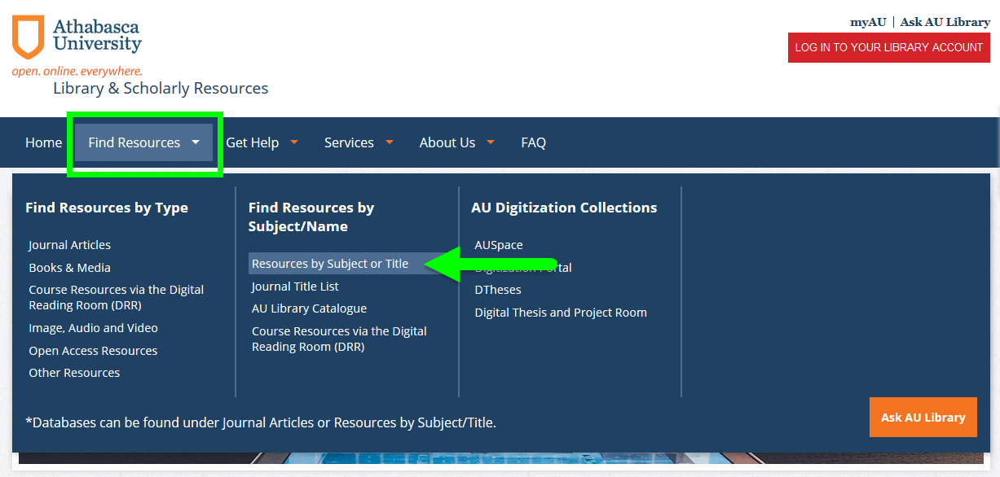 Athabasca
University
open. online. everywhere.
Library & Scholarly Resources
myAU | Ask AU Library
LOG IN TO YOUR LIBRARY ACCOUNT
Home Find Resources Get Help Services About Us FAQ
Find Resources by Type
Journal Articles
Books & Media
Course Resources via the Digital
Reading Room (DRR)
Image, Audio and Video
Open Access Resources
Other Resources
Find Resources by
Subject/Name
Resources by Subject or Title
Journal Title List
AU Library Catalogue
Course Resources via the Digital
Reading Room (DRR)
AU Digitization Collections
AUSpace
Digitization Portal
DTheses
Digital Thesis and Project Room
*Databases can be found under Journal Articles or Resources by Subject/Title.
Ask AU Library